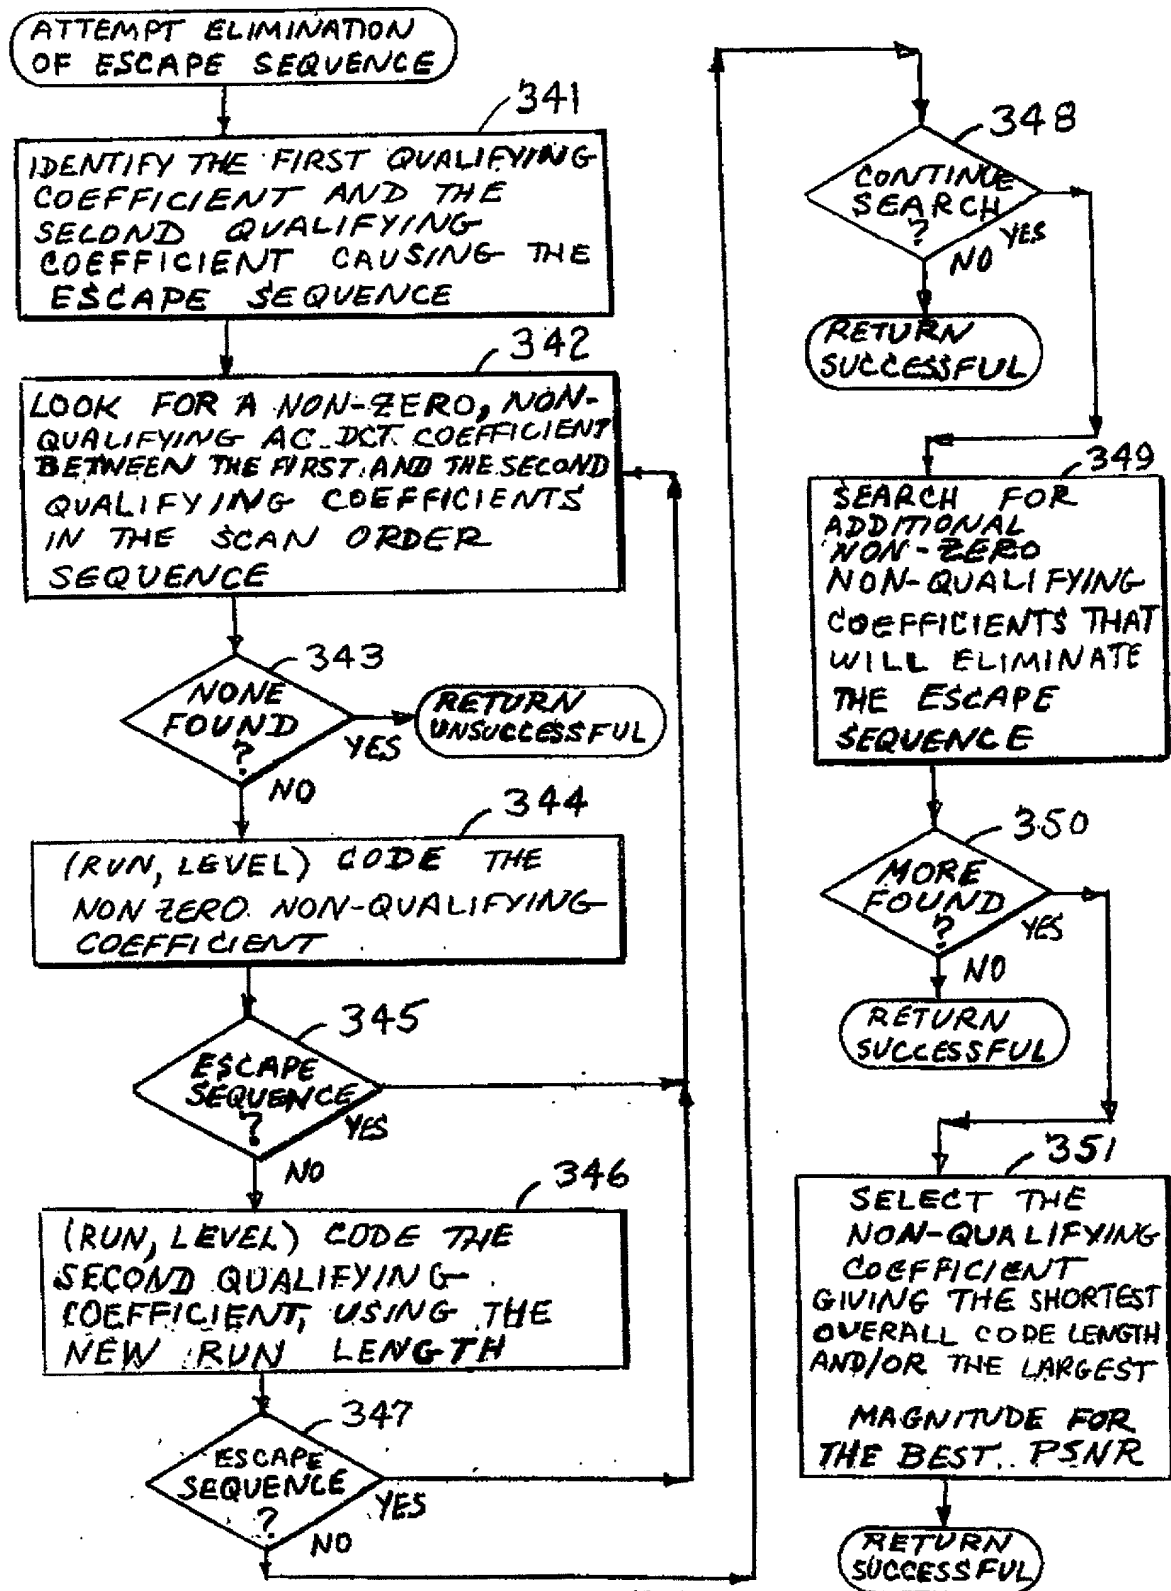 ATTEMPT ELIMINATION
OF ESCAPE SEQUENCE
341
IDENTIFY THE FIRST QUALIFYING
COEFFICIENT AND THE
SECOND QUALIFYING
COEFFICIENT CAUSING THE
ESCAPE SEQUENCE
342
LOOK FOR A NON-ZERO, NON-
QUALIFYING AC DCT COEFFICIENT
BETWEEN THE FIRST AND THE SECOND
QUALIFYING COEFFICIENTS
IN THE SCAN ORDER
SEQUENCE
343
NONE
FOUND
?
YES
NO
RETURN
UNSUCCESSFUL
344
(RUN, LEVEL) CODE THE
NON ZERO NON-QUALIFYING
COEFFICIENT
345
ESCAPE
SEQUENCE
?
YES
NO
346
(RUN, LEVEL) CODE THE
SECOND QUALIFYING
COEFFICIENT, USING THE
NEW RUN LENGTH
347
ESCAPE
SEQUENCE
?
YES
NO
348
CONTINUE
SEARCH
?
YES
NO
RETURN
SUCCESSFUL
349
SEARCH FOR
ADDITIONAL
NON-ZERO
NON-QUALIFYING
COEFFICIENTS THAT
WILL ELIMINATE
THE ESCAPE
SEQUENCE
350
MORE
FOUND
?
YES
NO
RETURN
SUCCESSFUL
351
SELECT THE
NON-QUALIFYING
COEFFICIENT
GIVING THE SHORTEST
OVERALL CODE LENGTH
AND/OR THE LARGEST
MAGNITUDE FOR
THE BEST PSNR
RETURN
SUCCESSFUL